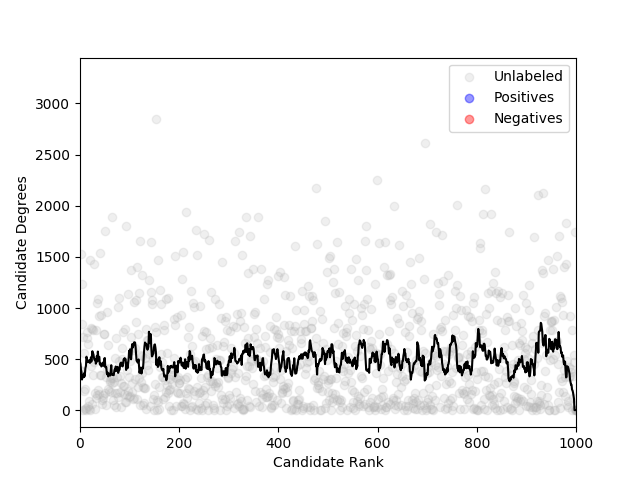 Unlabeled
Positives
Negatives
3000
2500
2000
1500
1000
500
0
Candidate Degrees
0 200 400 600 800 1000
Candidate Rank